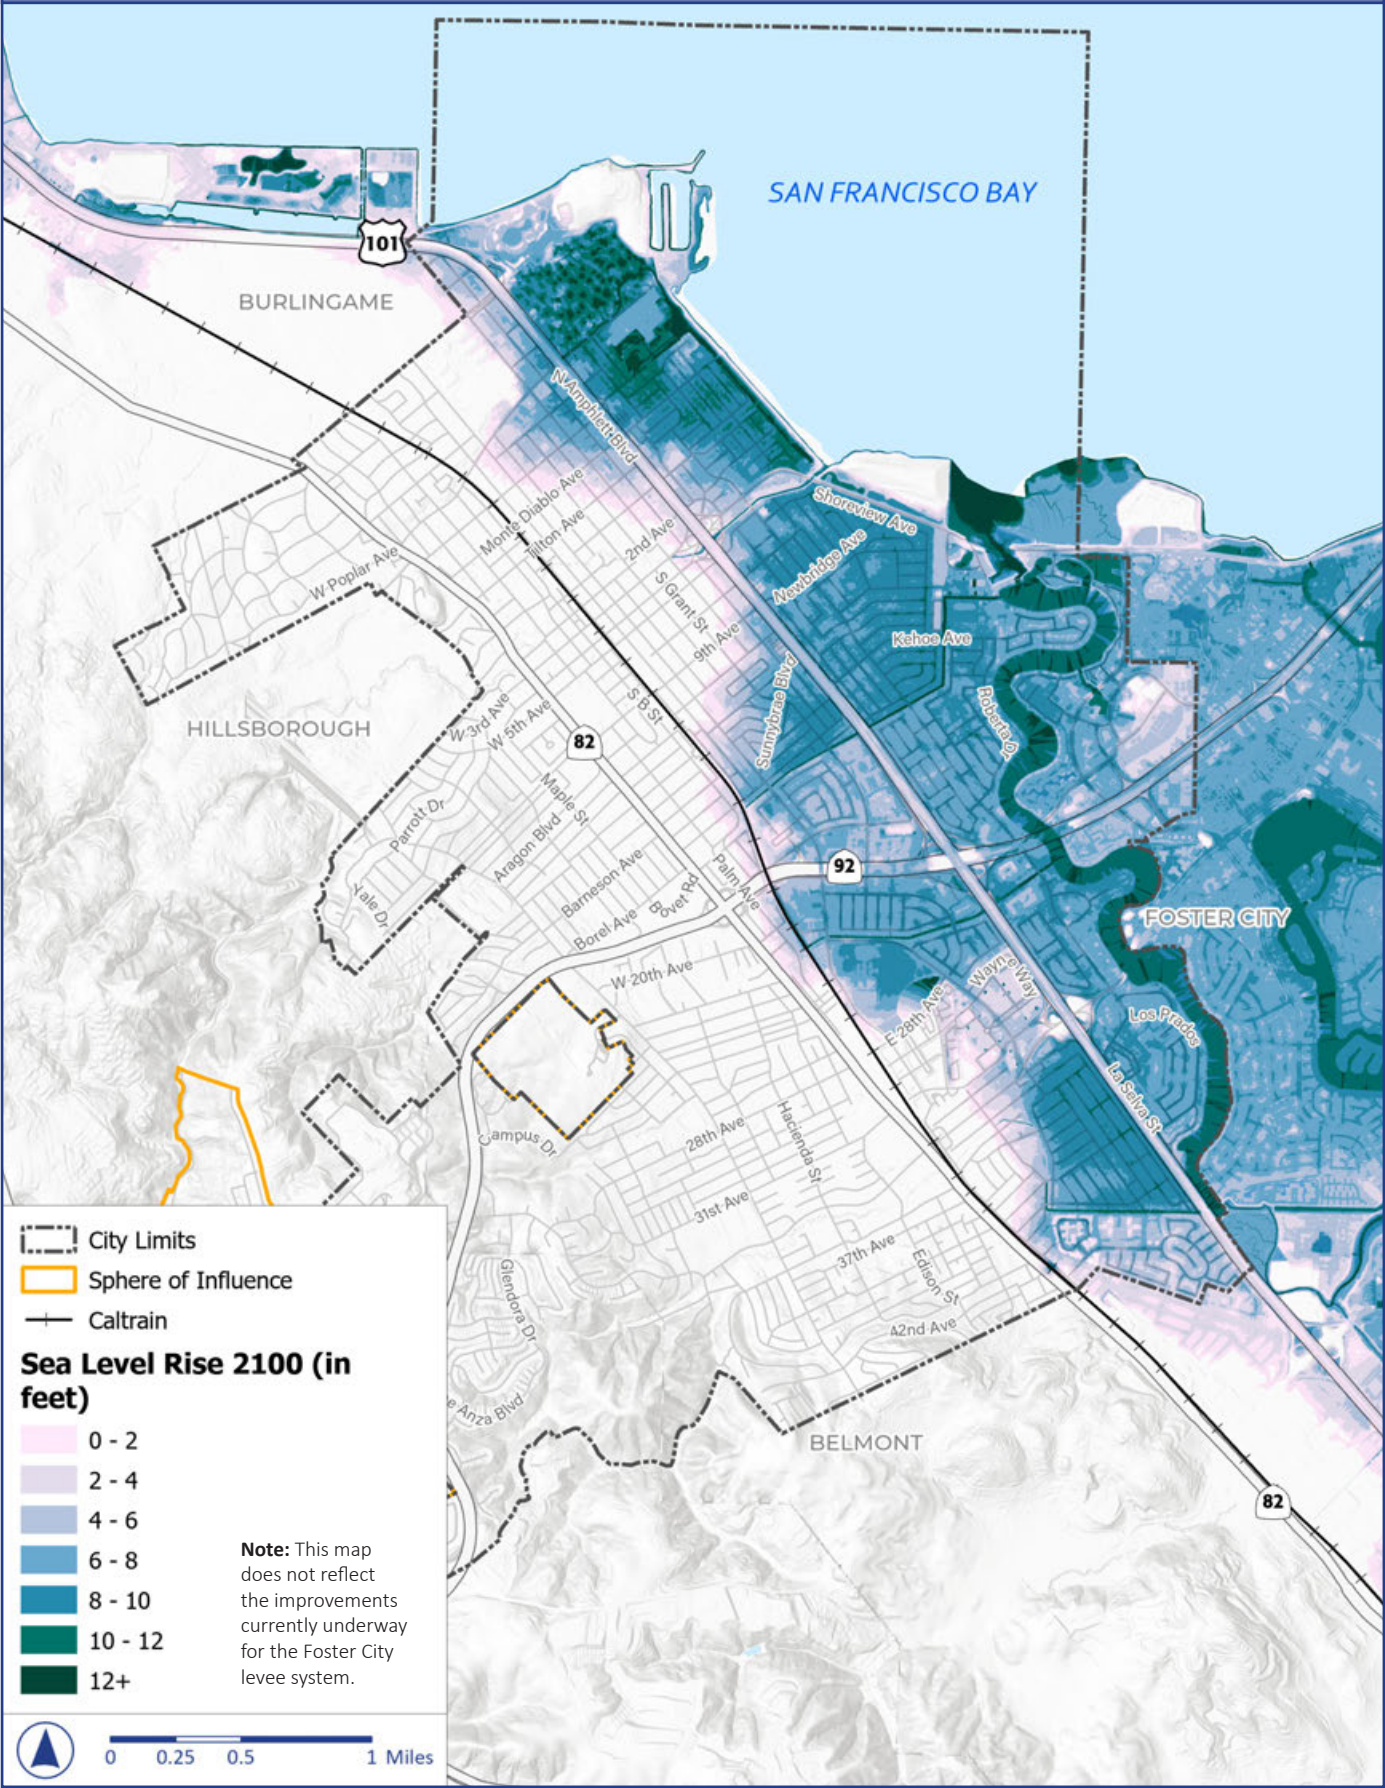 SAN FRANCISCO BAY
101
BURLINGAME
N Amphlett Blvd
Monte Diablo Ave
Tilton Ave
2nd Ave
Shoreview Ave
Newbridge Ave
W Poplar Ave
S Grant St
9th Ave
Kehoe Ave
Sunnybrae Blvd
Roberta Dr
HILLSBOROUGH
W 3rd Ave
W 5th Ave
S B St
82
Maple St
Parrott Dr
Aragon Blvd
Barneson Ave
Palm Ave
92
Yale Dr
Bovet Rd
Borel Ave
FOSTER CITY
W 20th Ave
Wayne Way
E 28th Ave
Los Prados
La Selva St
Campus Dr
28th Ave
Hacienda St
31st Ave
37th Ave
Edison St
Glendora Dr
42nd Ave
e Anza Blvd
BELMONT
82
City Limits
Sphere of Influence
Caltrain
Sea Level Rise 2100 (in
feet)
0 - 2
2 - 4
4 - 6
6 - 8
8 - 10
10 - 12
12+
Note: This map
does not reflect
the improvements
currently underway
for the Foster City
levee system.
0 0.25 0.5 1 Miles